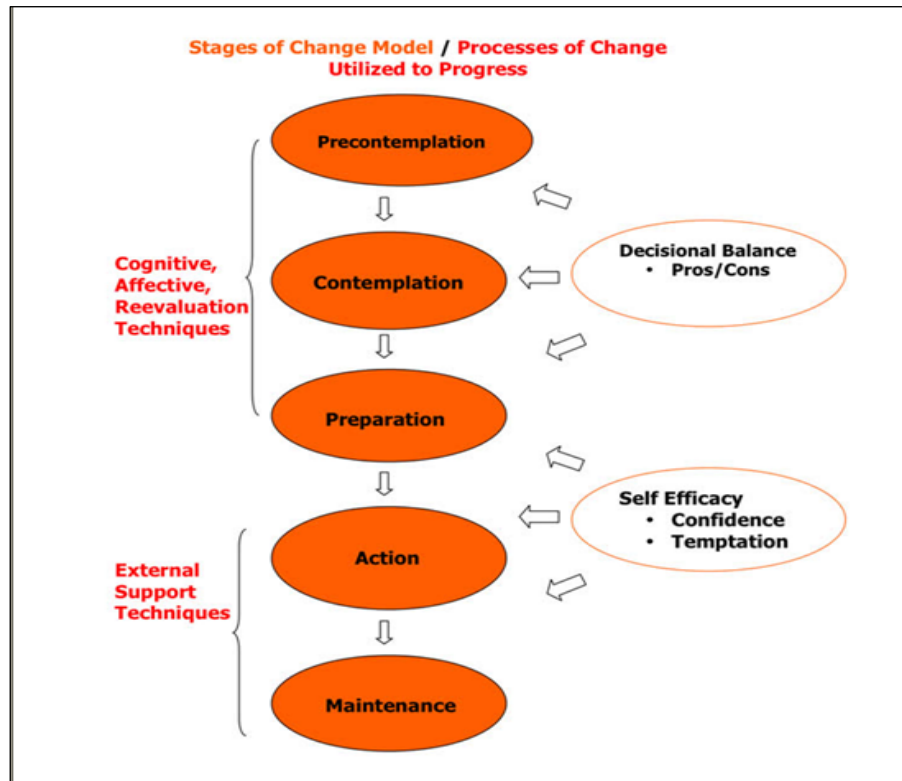 Stages of Change Model / Processes of Change
Utilized to Progress
Precontemplation
Cognitive,
Affective,
Reevaluation
Techniques
Contemplation
Decisional Balance
• Pros/Cons
Preparation
Self Efficacy
• Confidence
• Temptation
Action
External
Support
Techniques
Maintenance